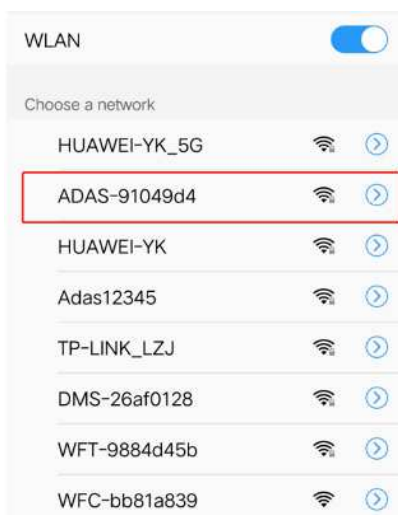 WLAN
Choose a network
HUAWEI-YK_5G
ADAS-91049d4
HUAWEI-YK
Adas12345
TP-LINK_LZJ
DMS-26af0128
WFT-9884d45b
WFC-bb81a839